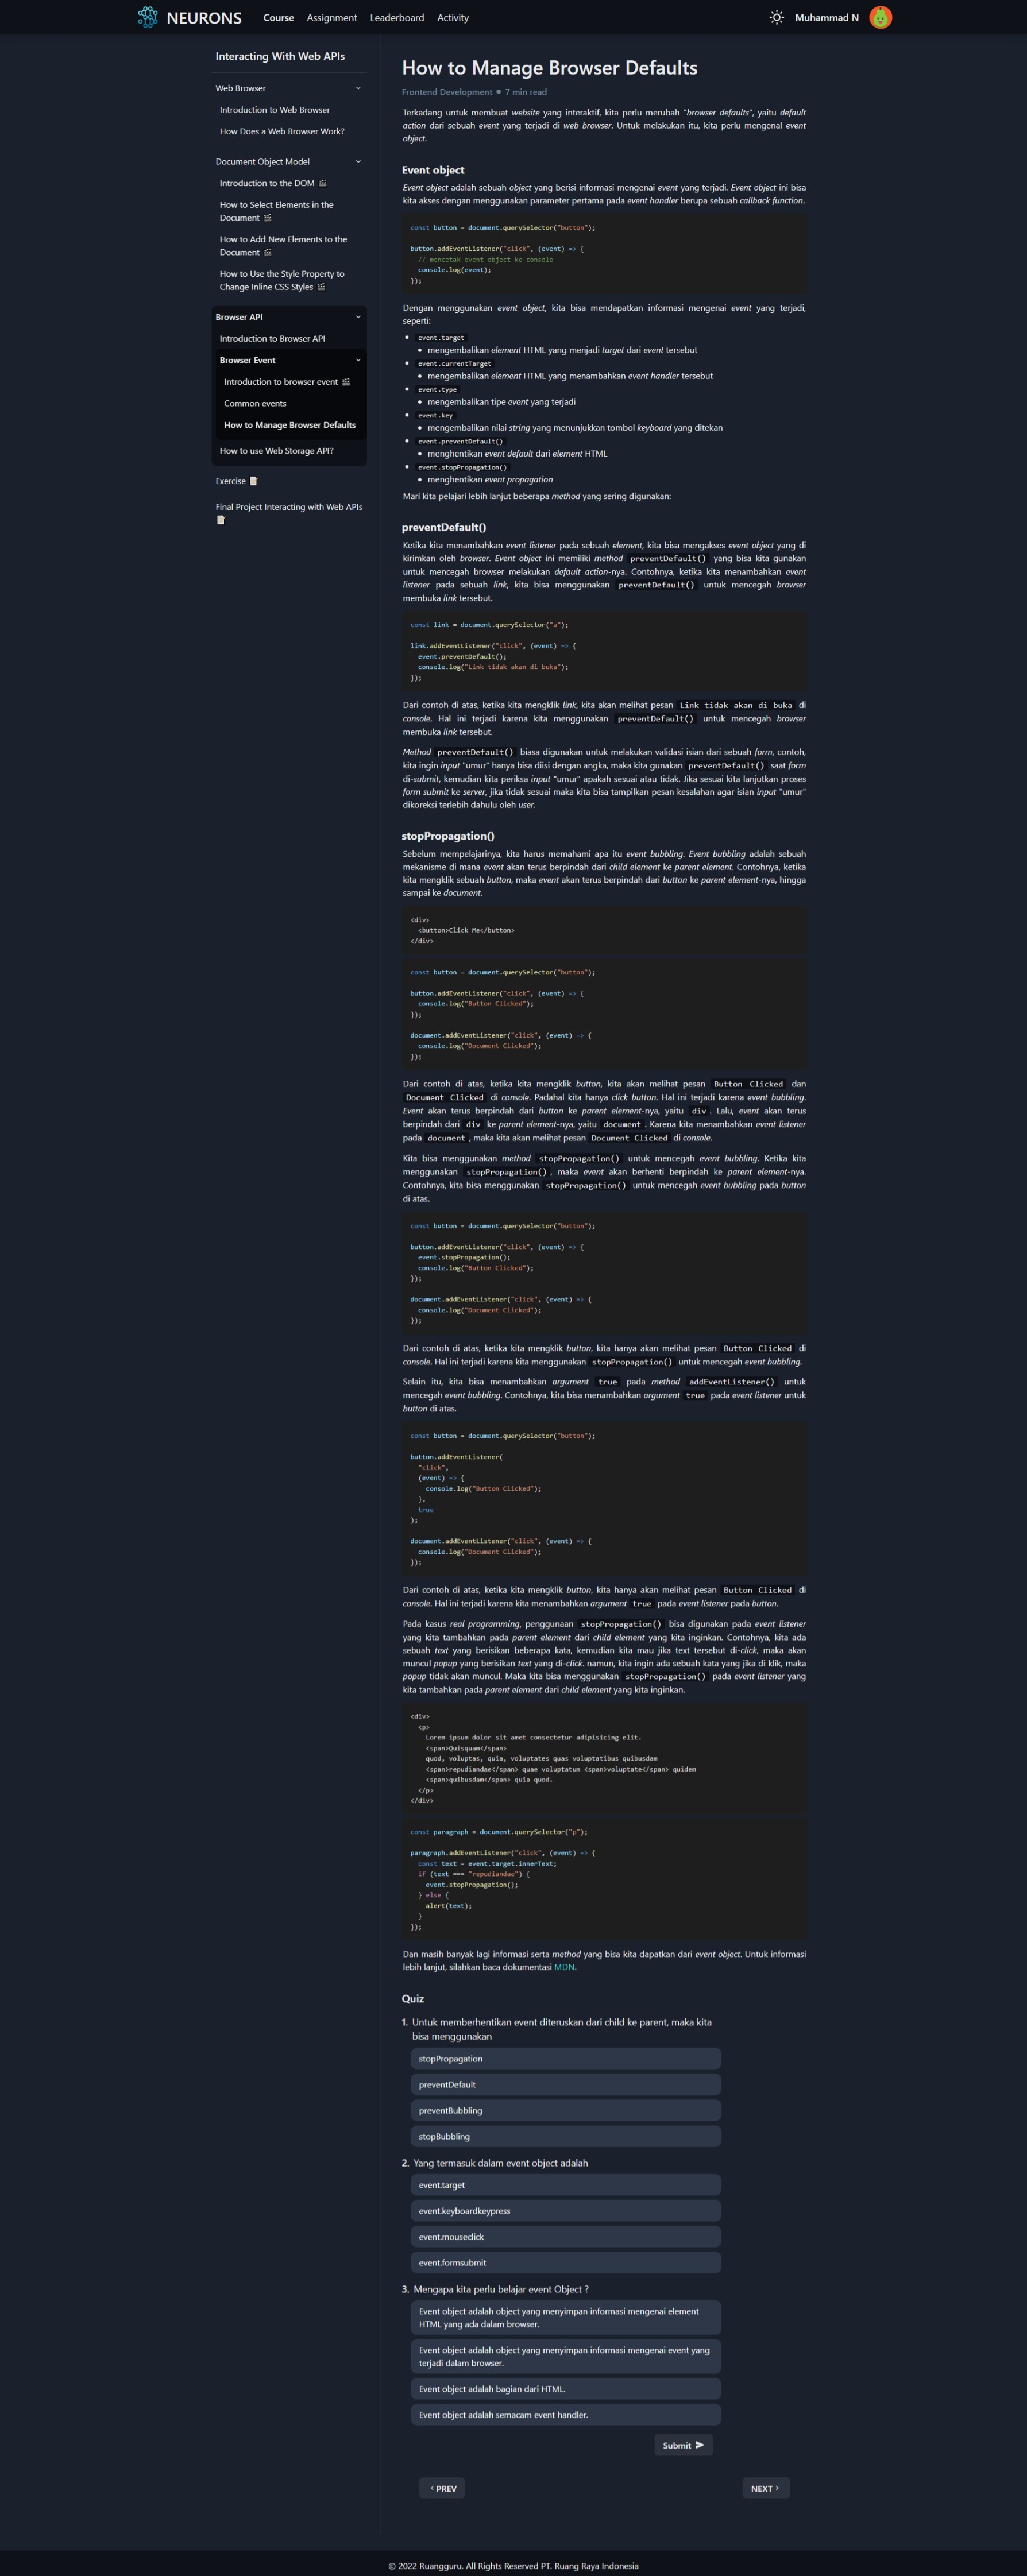 NEURONS
Course
Assignment
Leaderboard
Activity
Muhammad N
Interacting With Web APIs
Web Browser
Introduction to Web Browser
How Does a Web Browser Work?
Document Object Model
Introduction to the DOM
How to Select Elements in the
Document
How to Add New Elements to the
Document
How to Use the Style Property to
Change Inline CSS Styles
Browser API
Introduction to Browser API
Browser Event
Introduction to browser event
Common events
How to Manage Browser Defaults
How to use Web Storage API?
Exercise
Final Project Interacting with Web APIs
How to Manage Browser Defaults
Frontend Development • 7 min read
Terkadang untuk membuat website yang interaktif, kita perlu merubah "browser defaults", yaitu default
action dari sebuah event yang terjadi di web browser. Untuk melakukan itu, kita perlu mengenal event
object.
Event object
Event object adalah sebuah object yang berisi informasi mengenai event yang terjadi. Event object ini bisa
kita akses dengan menggunakan parameter pertama pada event handler berupa sebuah callback function.
const button = document.querySelector("button");
button.addEventListener("click", (event) => {
// mencetak event object ke console
console.log(event);
});
Dengan menggunakan event object, kita bisa mendapatkan informasi mengenai event yang terjadi,
seperti:
• event.target
• mengembalikan element HTML yang menjadi target dari event tersebut
• event.currentTarget
• mengembalikan element HTML yang menambahkan event handler tersebut
• event.type
• mengembalikan tipe event yang terjadi
• event.key
• mengembalikan nilai string yang menunjukkan tombol keyboard yang ditekan
• event.preventDefault()
• menghentikan event default dari element HTML
• event.stopPropagation()
• menghentikan event propagation
Mari kita pelajari lebih lanjut beberapa method yang sering digunakan:
preventDefault()
Ketika kita menambahkan event listener pada sebuah element, kita bisa mengakses event object yang di
kirimkan oleh browser. Event object ini memiliki method preventDefault() yang bisa kita gunakan
untuk mencegah browser melakukan default action-nya. Contohnya, ketika kita menambahkan event
listener pada sebuah link, kita bisa menggunakan preventDefault() untuk mencegah browser
membuka link tersebut.
const link = document.querySelector("a");
link.addEventListener("click", (event) => {
event.preventDefault();
console.log("Link tidak akan di buka");
});
Dari contoh di atas, ketika kita mengklik link, kita akan melihat pesan Link tidak akan di buka di
console. Hal ini terjadi karena kita menggunakan preventDefault() untuk mencegah browser
membuka link tersebut.
Method preventDefault() biasa digunakan untuk melakukan validasi isian dari sebuah form, contoh,
kita ingin input "umur" hanya bisa diisi dengan angka, maka kita gunakan preventDefault() saat form
di-submit, kemudian kita periksa input "umur" apakah sesuai atau tidak. Jika sesuai kita lanjutkan proses
form submit ke server, jika tidak sesuai maka kita bisa tampilkan pesan kesalahan agar isian input "umur"
dikoreksi terlebih dahulu oleh user.
stopPropagation()
Sebelum mempelajarinya, kita harus memahami apa itu event bubbling. Event bubbling adalah sebuah
mekanisme di mana event akan terus berpindah dari child element ke parent element. Contohnya, ketika
kita mengklik sebuah button, maka event akan terus berpindah dari button ke parent element-nya, hingga
sampai ke document.
<div>
<button>Click Me</button>
</div>
const button = document.querySelector("button");
button.addEventListener("click", (event) => {
console.log("Button Clicked");
});
document.addEventListener("click", (event) => {
console.log("Document Clicked");
});
Dari contoh di atas, ketika kita mengklik button, kita akan melihat pesan Button Clicked dan
Document Clicked di console. Padahal kita hanya click button. Hal ini terjadi karena event bubbling.
Event akan terus berpindah dari button ke parent element-nya, yaitu div. Lalu, event akan terus
berpindah dari div ke parent element-nya, yaitu document. Karena kita menambahkan event listener
pada document, maka kita akan melihat pesan Document Clicked di console.
Kita bisa menggunakan method stopPropagation() untuk mencegah event bubbling. Ketika kita
menggunakan stopPropagation(), maka event akan berhenti berpindah ke parent element-nya.
Contohnya, kita bisa menggunakan stopPropagation() untuk mencegah event bubbling pada button
di atas.
const button = document.querySelector("button");
button.addEventListener("click", (event) => {
event.stopPropagation();
console.log("Button Clicked");
});
document.addEventListener("click", (event) => {
console.log("Document Clicked");
});
Dari contoh di atas, ketika kita mengklik button, kita hanya akan melihat pesan Button Clicked di
console. Hal ini terjadi karena kita menggunakan stopPropagation() untuk mencegah event bubbling.
Selain itu, kita bisa menambahkan argument true pada method addEventListener() untuk
mencegah event bubbling. Contohnya, kita bisa menambahkan argument true pada event listener untuk
button di atas.
const button = document.querySelector("button");
button.addEventListener(
"click",
(event) => {
console.log("Button Clicked");
},
true
);
document.addEventListener("click", (event) => {
console.log("Document Clicked");
});
Dari contoh di atas, ketika kita mengklik button, kita hanya akan melihat pesan Button Clicked di
console. Hal ini terjadi karena kita menambahkan argument true pada event listener pada button.
Pada kasus real programming, penggunaan stopPropagation() bisa digunakan pada event listener
yang kita tambahkan pada parent element dari child element yang kita inginkan. Contohnya, kita ada
sebuah text yang berisikan beberapa kata, kemudian kita mau jika text tersebut di-click, maka akan
muncul popup yang berisikan text yang di-click. namun, kita ingin ada sebuah kata yang jika di klik, maka
popup tidak akan muncul. Maka kita bisa menggunakan stopPropagation() pada event listener yang
kita tambahkan pada parent element dari child element yang kita inginkan.
<div>
<p>
Lorem ipsum dolor sit amet consectetur adipisicing elit.
<span>Quisquam</span>
quod, voluptas, quia, voluptates quas voluptatibus quibusdam
<span>repudiandae</span> quae voluptatum <span>voluptate</span> quidem
<span>quibusdam</span> quia quod.
</p>
</div>
const paragraph = document.querySelector("p");
paragraph.addEventListener("click", (event) => {
const text = event.target.innerText;
if (text === "repudiandae") {
event.stopPropagation();
} else {
alert(text);
}
});
Dan masih banyak lagi informasi serta method yang bisa kita dapatkan dari event object. Untuk informasi
lebih lanjut, silahkan baca dokumentasi MDN.
Quiz
1. Untuk memberhentikan event diteruskan dari child ke parent, maka kita
bisa menggunakan
stopPropagation
preventDefault
preventBubbling
stopBubbling
2. Yang termasuk dalam event object adalah
event.target
event.keyboardkeypress
event.mouseclick
event.formsubmit
3. Mengapa kita perlu belajar event Object ?
Event object adalah object yang menyimpan informasi mengenai element
HTML yang ada dalam browser.
Event object adalah object yang menyimpan informasi mengenai event yang
terjadi dalam browser.
Event object adalah bagian dari HTML.
Event object adalah semacam event handler.
Submit
PREV
NEXT
© 2022 Ruangguru. All Rights Reserved PT. Ruang Raya Indonesia